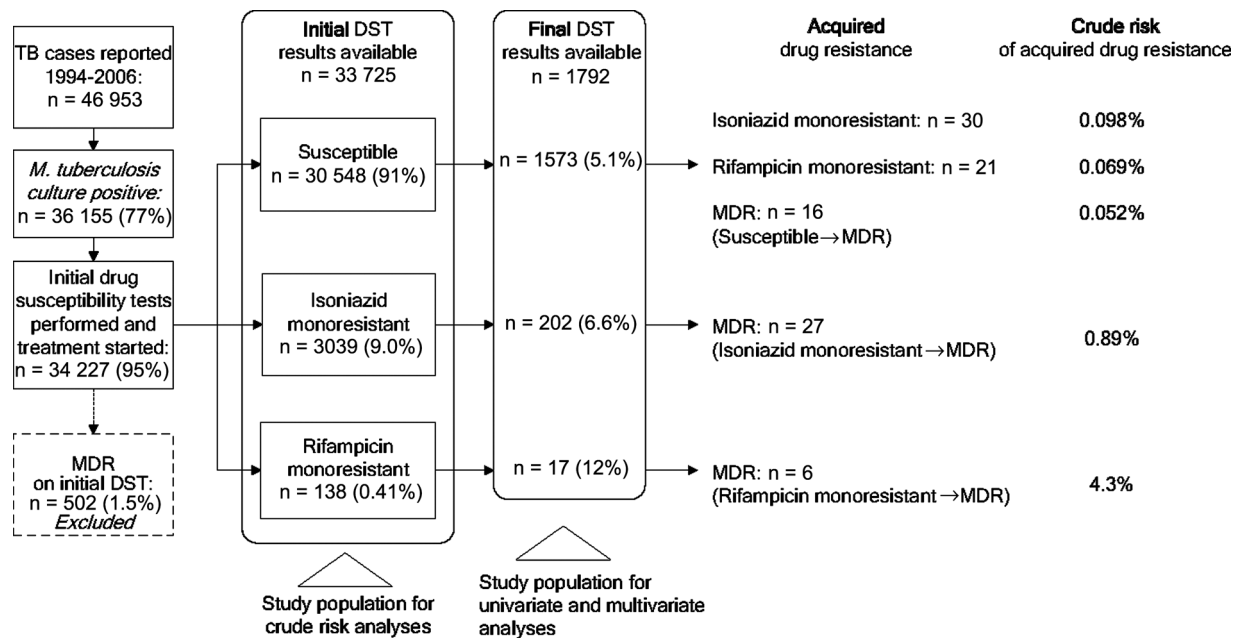 TB cases reported
1994-2006:
n = 46 953
M. tuberculosis
culture positive:
n = 36 155 (77%)
Initial drug
susceptibility tests
performed and
treatment started:
n = 34 227 (95%)
MDR
on initial DST:
n = 502 (1.5%)
Excluded
Initial DST
results available
n = 33 725
Susceptible
n = 30 548 (91%)
Isoniazid
monoresistant
n = 3039 (9.0%)
Rifampicin
monoresistant
n = 138 (0.41%)
Study population for
crude risk analyses
Final DST
results available
n = 1792
n = 1573 (5.1%)
n = 202 (6.6%)
n = 17 (12%)
Study population for
univariate and multivariate
analyses
Acquired
drug resistance
Isoniazid monoresistant: n = 30
Rifampicin monoresistant: n = 21
MDR: n = 16
(Susceptible→MDR)
MDR: n = 27
(Isoniazid monoresistant→MDR)
MDR: n = 6
(Rifampicin monoresistant→MDR)
Crude risk
of acquired drug resistance
0.098%
0.069%
0.052%
0.89%
4.3%